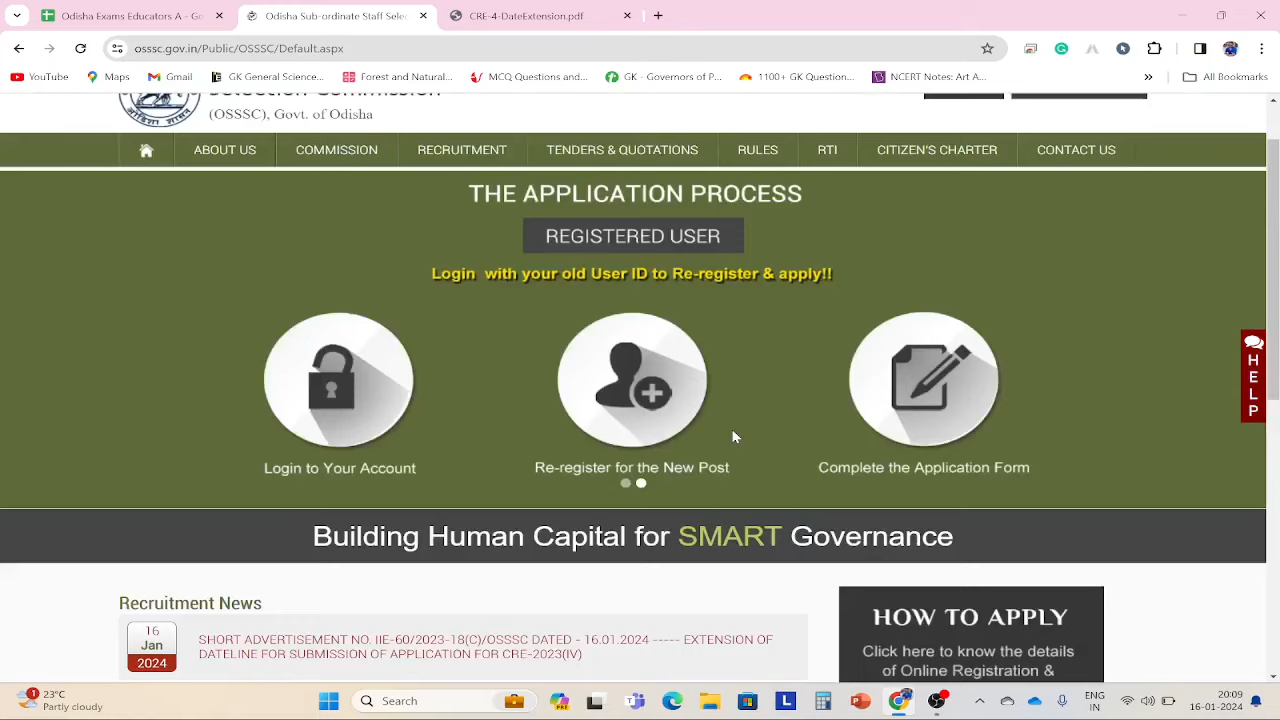 Odisha Sub-ordinate Staff Selec
CRE-4-DateExtension.pdf
osssc.gov.in/Public/OSSSC/Default.aspx
YouTube
Maps
Gmail
GK General Science...
Forest and Natural...
MCQ Questions and...
GK - Governors of P...
1100+ GK Question...
NCERT Notes: Art A...
All Bookmarks
Selection Commission
(OSSSC), Govt. of Odisha
ABOUT US
COMMISSION
RECRUITMENT
TENDERS & QUOTATIONS
RULES
RTI
CITIZEN'S CHARTER
CONTACT US
THE APPLICATION PROCESS
REGISTERED USER
Login with your old User ID to Re-register & apply!!
HELP
Login to Your Account
Re-register for the New Post
Complete the Application Form
Building Human Capital for SMART Governance
Recruitment News
16
Jan
2024
SHORT ADVERTISEMENT NO. IIE-60/2023-18(C)/OSSSC DATED - 16.01.2024 ----- EXTENSION OF
DATELINE FOR SUBMISSION OF APPLICATION FOR CRE-2023(IV)
HOW TO APPLY
Click here to know the details
of Online Registration &
1
23°C
Partly cloudy
Search
ENG
IN
20:09
16-01-2024